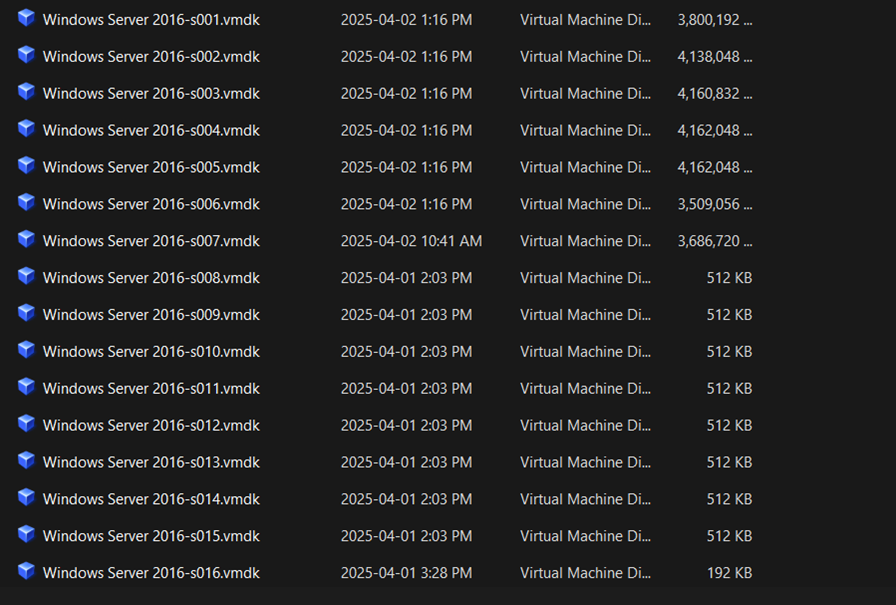 Windows Server 2016-s001.vmdk 2025-04-02 1:16 PM Virtual Machine Di... 3,800,192 ...
Windows Server 2016-s002.vmdk 2025-04-02 1:16 PM Virtual Machine Di... 4,138,048 ...
Windows Server 2016-s003.vmdk 2025-04-02 1:16 PM Virtual Machine Di... 4,160,832 ...
Windows Server 2016-s004.vmdk 2025-04-02 1:16 PM Virtual Machine Di... 4,162,048 ...
Windows Server 2016-s005.vmdk 2025-04-02 1:16 PM Virtual Machine Di... 4,162,048 ...
Windows Server 2016-s006.vmdk 2025-04-02 1:16 PM Virtual Machine Di... 3,509,056 ...
Windows Server 2016-s007.vmdk 2025-04-02 10:41 AM Virtual Machine Di... 3,686,720 ...
Windows Server 2016-s008.vmdk 2025-04-01 2:03 PM Virtual Machine Di... 512 KB
Windows Server 2016-s009.vmdk 2025-04-01 2:03 PM Virtual Machine Di... 512 KB
Windows Server 2016-s010.vmdk 2025-04-01 2:03 PM Virtual Machine Di... 512 KB
Windows Server 2016-s011.vmdk 2025-04-01 2:03 PM Virtual Machine Di... 512 KB
Windows Server 2016-s012.vmdk 2025-04-01 2:03 PM Virtual Machine Di... 512 KB
Windows Server 2016-s013.vmdk 2025-04-01 2:03 PM Virtual Machine Di... 512 KB
Windows Server 2016-s014.vmdk 2025-04-01 2:03 PM Virtual Machine Di... 512 KB
Windows Server 2016-s015.vmdk 2025-04-01 2:03 PM Virtual Machine Di... 512 KB
Windows Server 2016-s016.vmdk 2025-04-01 3:28 PM Virtual Machine Di... 192 KB